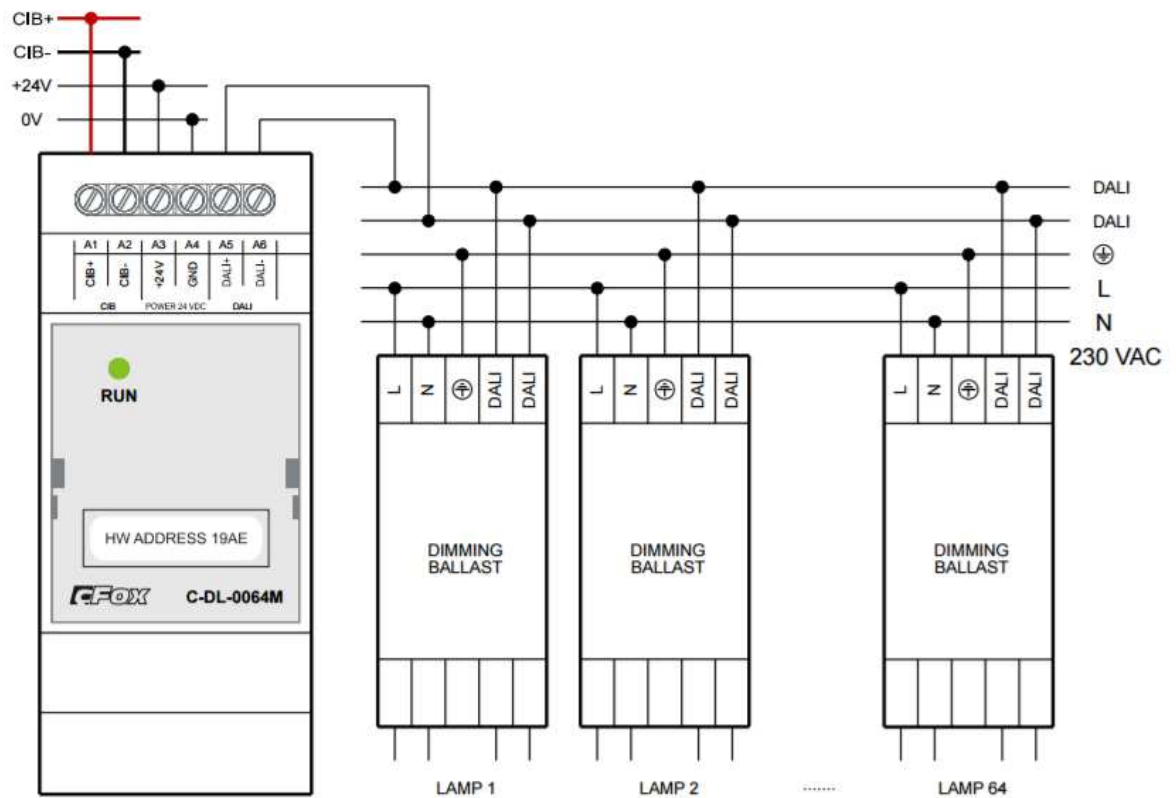 CIB+
CIB-
+24V
0V
A1 A2 A3 A4 A5 A6
CIB+ CIB- +24V GND DALI+ DALI-
CIB POWER 24 VDC DALI
RUN
HW ADDRESS 19AE
CFOX C-DL-0064M
DALI
DALI
L
N
230 VAC
L N DALI DALI
L N DALI DALI
L N DALI DALI
DIMMING
BALLAST
DIMMING
BALLAST
DIMMING
BALLAST
LAMP 1 LAMP 2 ....... LAMP 64